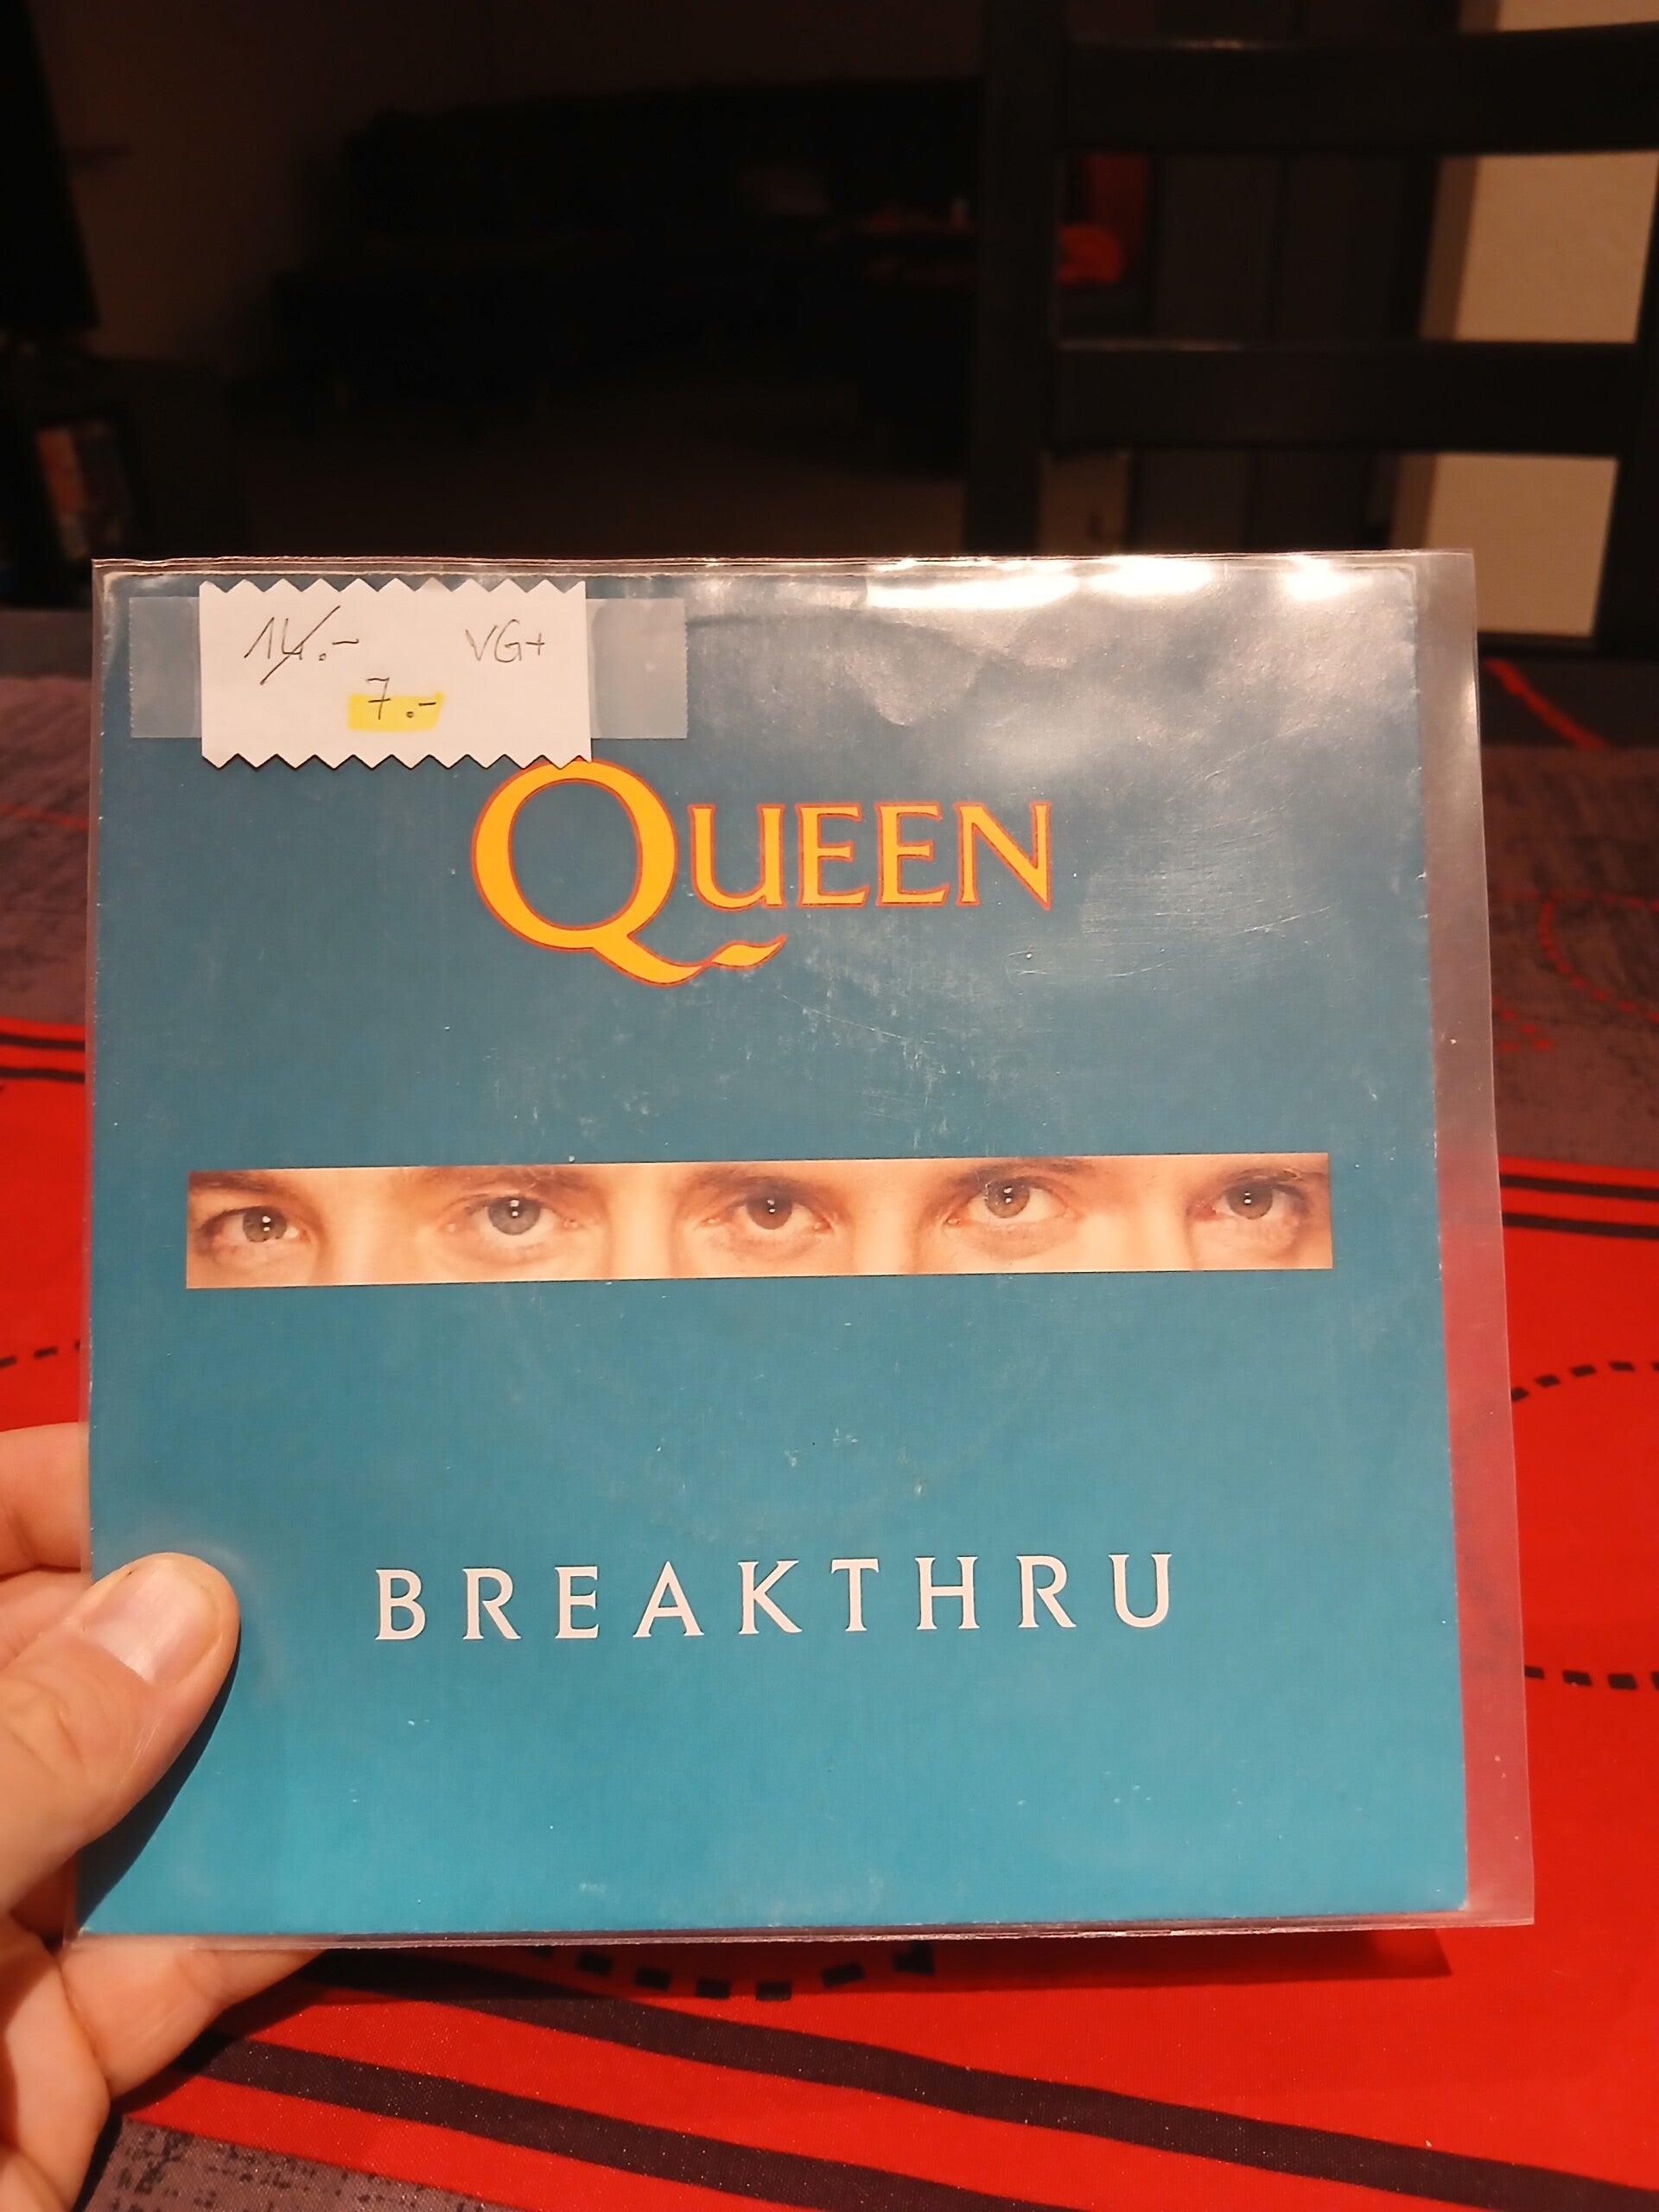 14.- VG+
7.-
QUEEN
BREAKTHRU